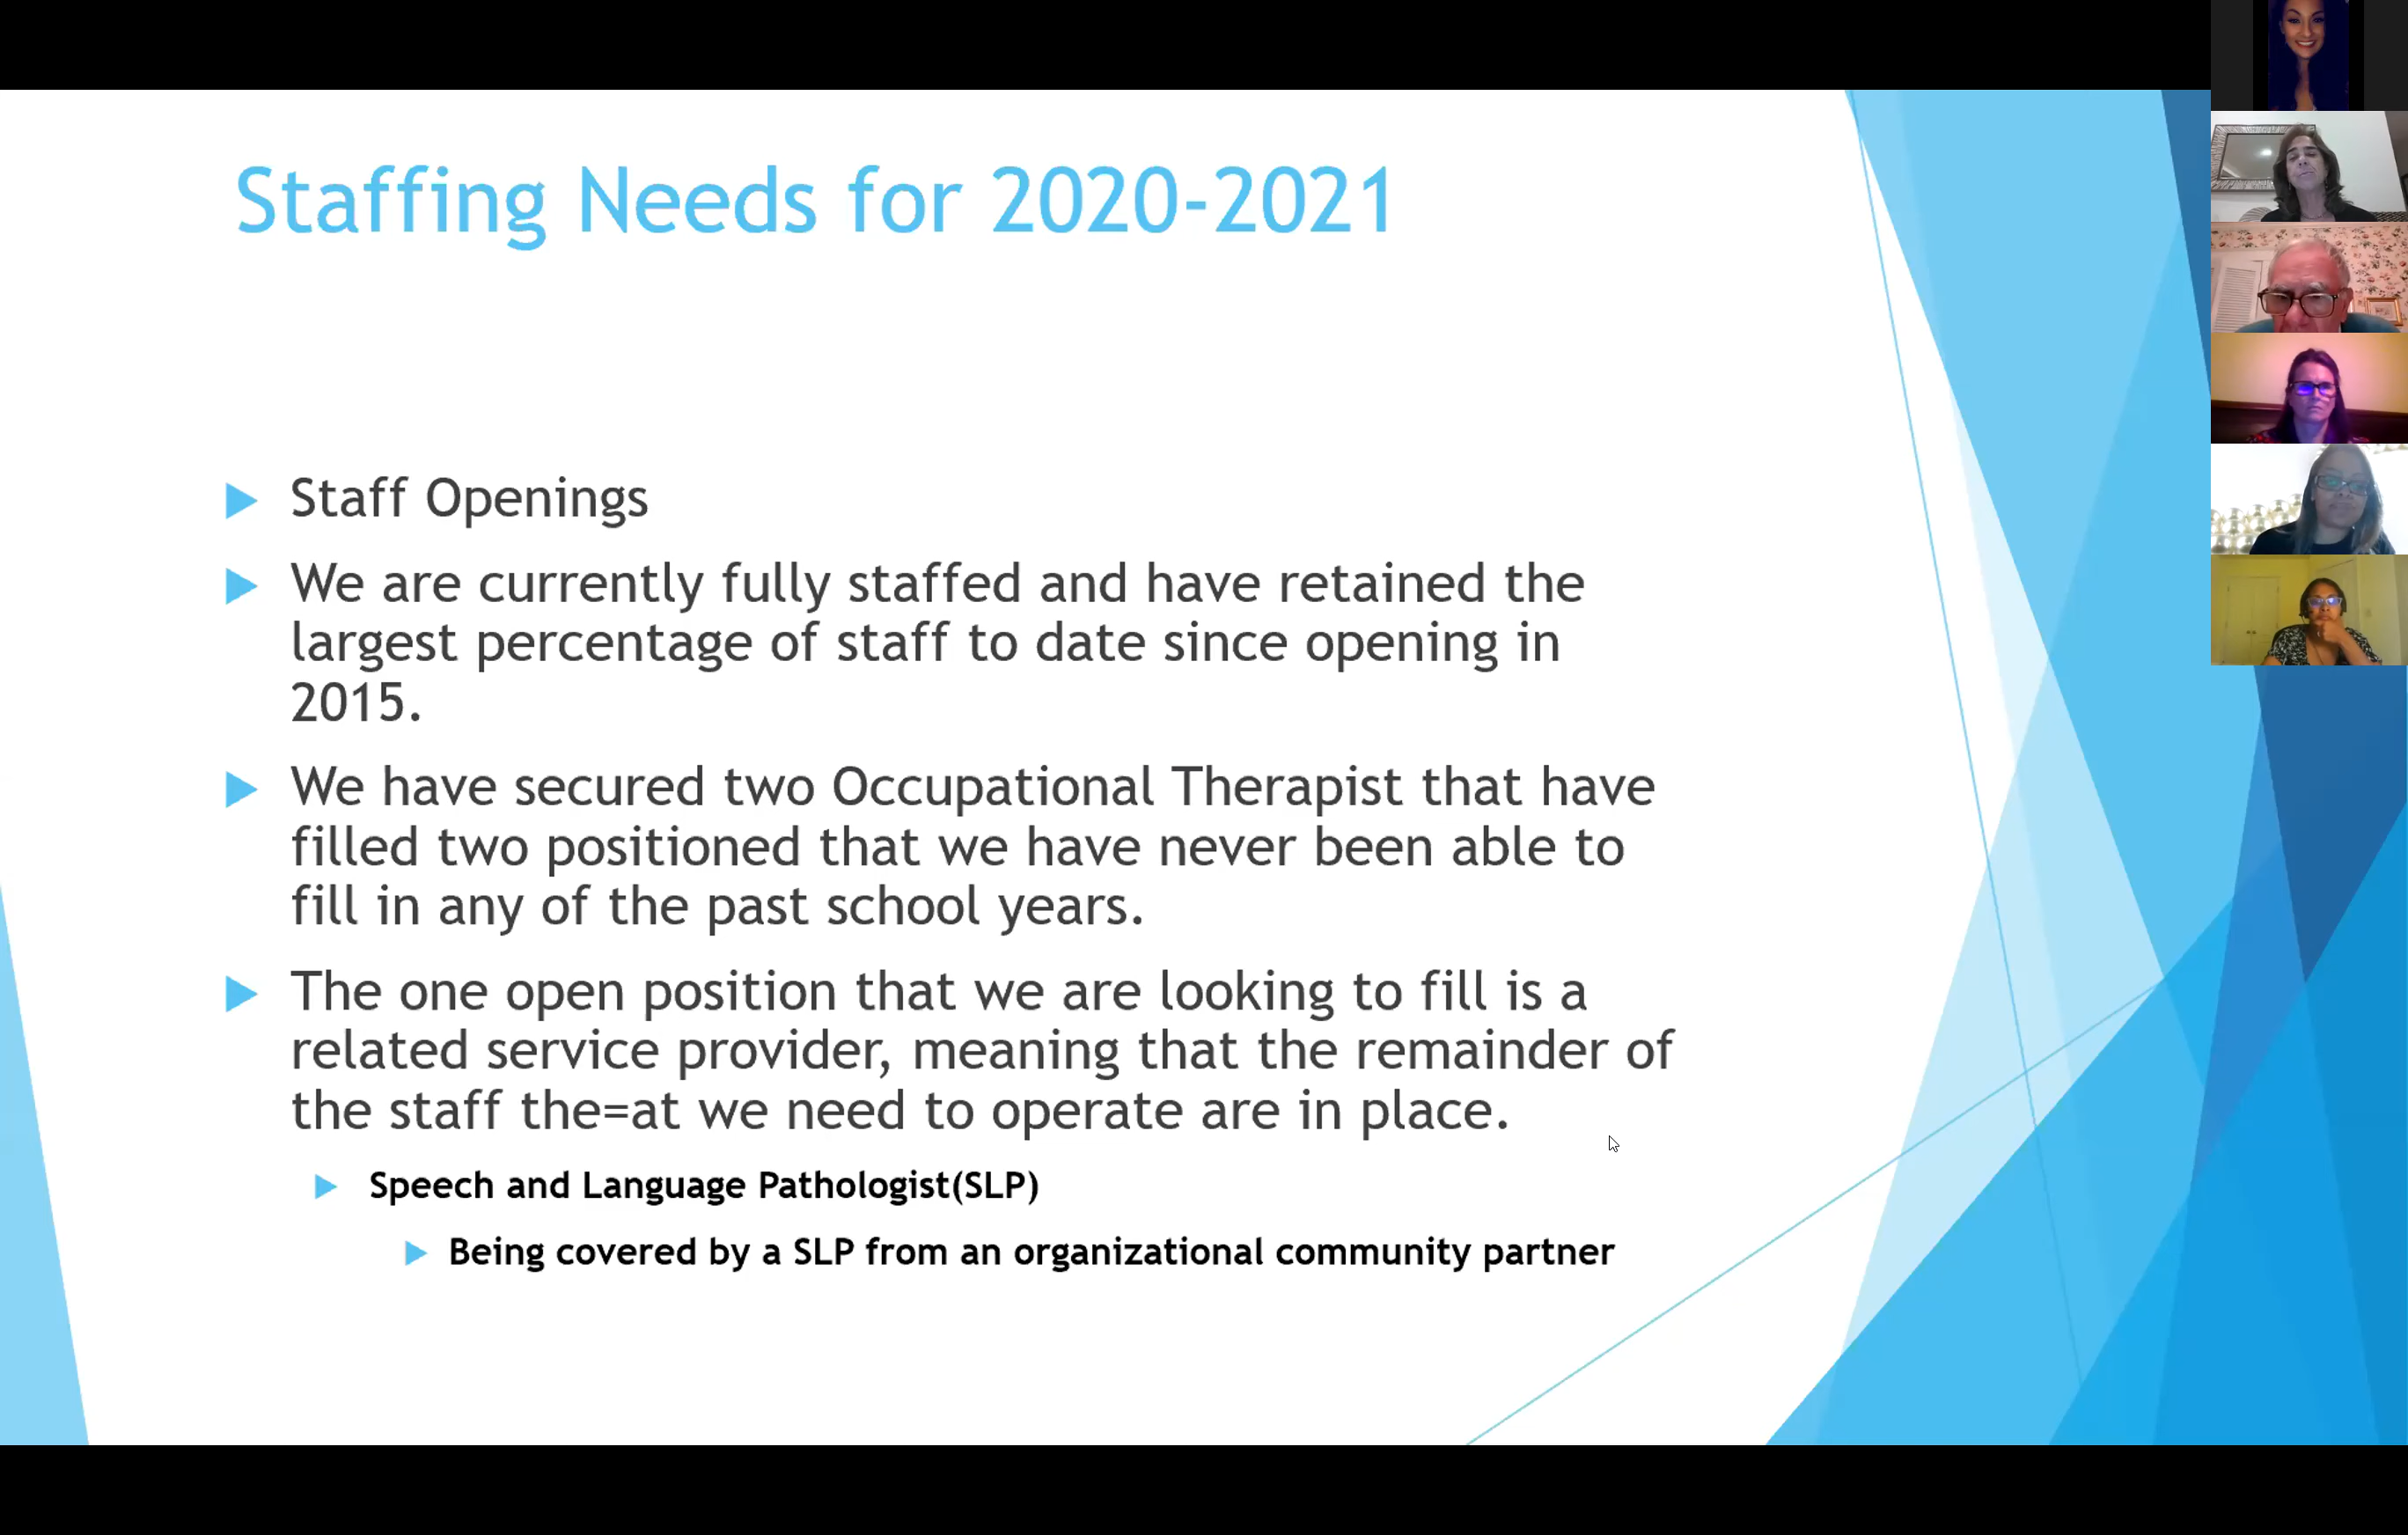 Staffing Needs for 2020-2021
Staff Openings
We are currently fully staffed and have retained the
largest percentage of staff to date since opening in
2015.
We have secured two Occupational Therapist that have
filled two positioned that we have never been able to
fill in any of the past school years.
The one open position that we are looking to fill is a
related service provider, meaning that the remainder of
the staff the=at we need to operate are in place.
Speech and Language Pathologist(SLP)
Being covered by a SLP from an organizational community partner